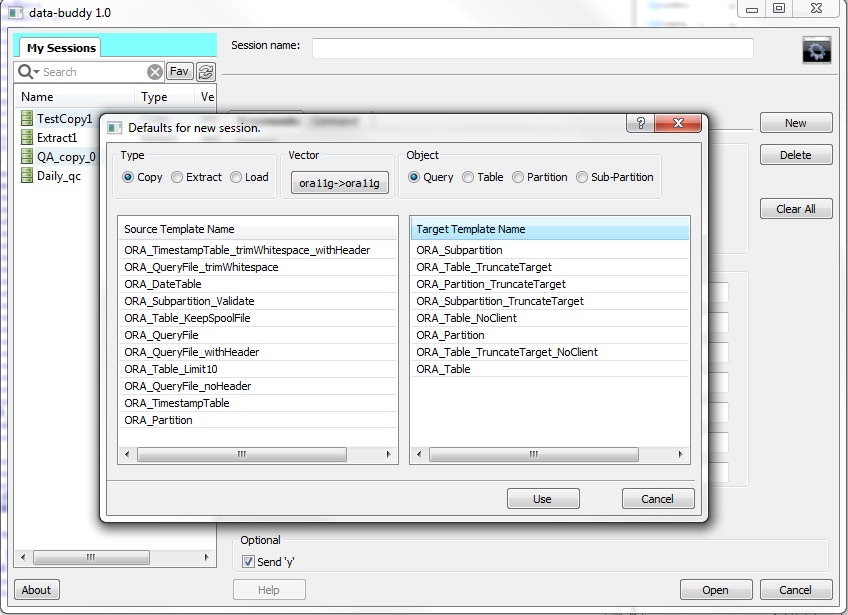 data-buddy 1.0
My Sessions
Session name:
Search
Fav
Name Type Ve
TestCopy1
Extract1
QA_copy_0
Daily_qc
New
Delete
Clear All
Defaults for new session.
?
Type
Copy Extract Load
Vector
ora11g->ora11g
Object
Query Table Partition Sub-Partition
Source Template Name
ORA_TimestampTable_trimWhitespace_withHeader
ORA_QueryFile_trimWhitespace
ORA_DateTable
ORA_Subpartition_Validate
ORA_Table_KeepSpoolFile
ORA_QueryFile
ORA_QueryFile_withHeader
ORA_Table_Limit10
ORA_QueryFile_noHeader
ORA_TimestampTable
ORA_Partition
Target Template Name
ORA_Subpartition
ORA_Table_TruncateTarget
ORA_Partition_TruncateTarget
ORA_Subpartition_TruncateTarget
ORA_Table_NoClient
ORA_Partition
ORA_Table_TruncateTarget_NoClient
ORA_Table
Use
Cancel
Optional
Send 'y'
About
Help
Open
Cancel